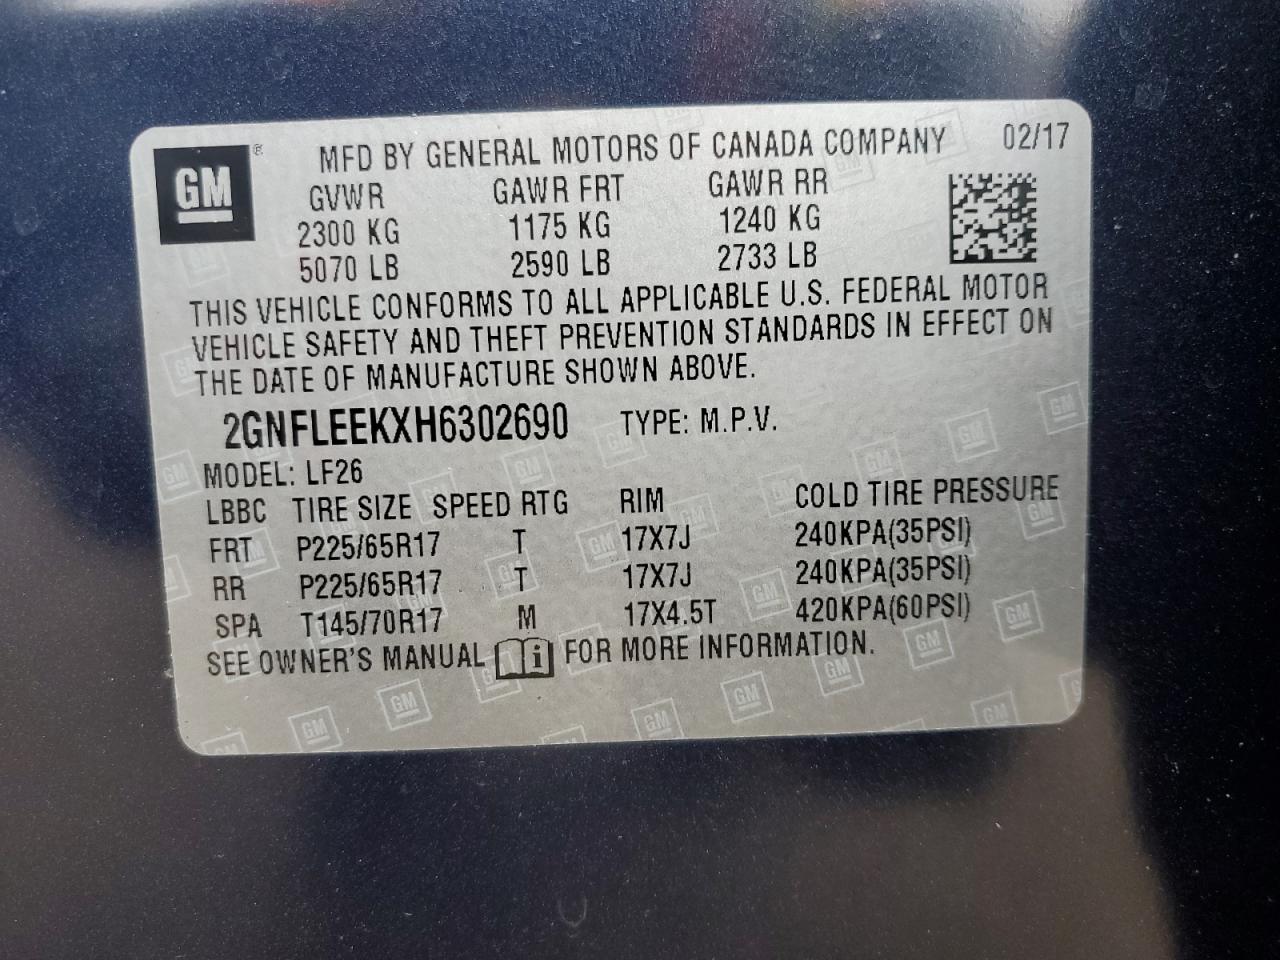 GM ® MFD BY GENERAL MOTORS OF CANADA COMPANY 02/17
GVWR GAWR FRT GAWR RR
2300 KG 1175 KG 1240 KG
5070 LB 2590 LB 2733 LB
THIS VEHICLE CONFORMS TO ALL APPLICABLE U.S. FEDERAL MOTOR
VEHICLE SAFETY AND THEFT PREVENTION STANDARDS IN EFFECT ON
THE DATE OF MANUFACTURE SHOWN ABOVE.
2GNFLEEKXH6302690 TYPE: M.P.V.
MODEL: LF26
LBBC TIRE SIZE SPEED RTG RIM COLD TIRE PRESSURE
FRT P225/65R17 T 17X7J 240KPA(35PSI)
RR P225/65R17 T 17X7J 240KPA(35PSI)
SPA T145/70R17 M 17X4.5T 420KPA(60PSI)
SEE OWNER'S MANUAL i FOR MORE INFORMATION.